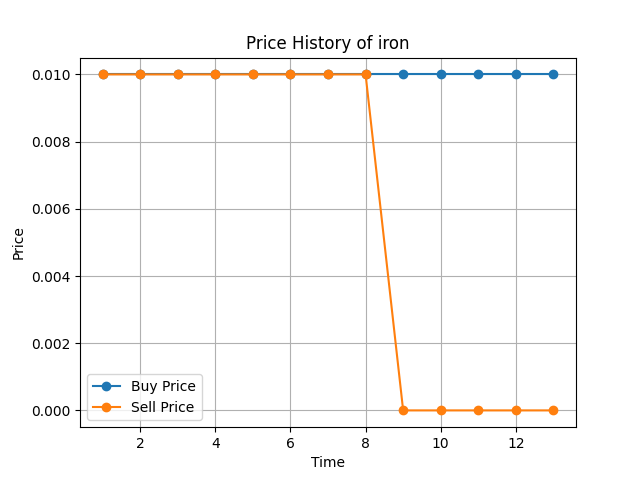 Price History of iron
0.010
0.008
0.006
0.004
0.002
0.000
Price
Buy Price
Sell Price
2 4 6 8 10 12
Time